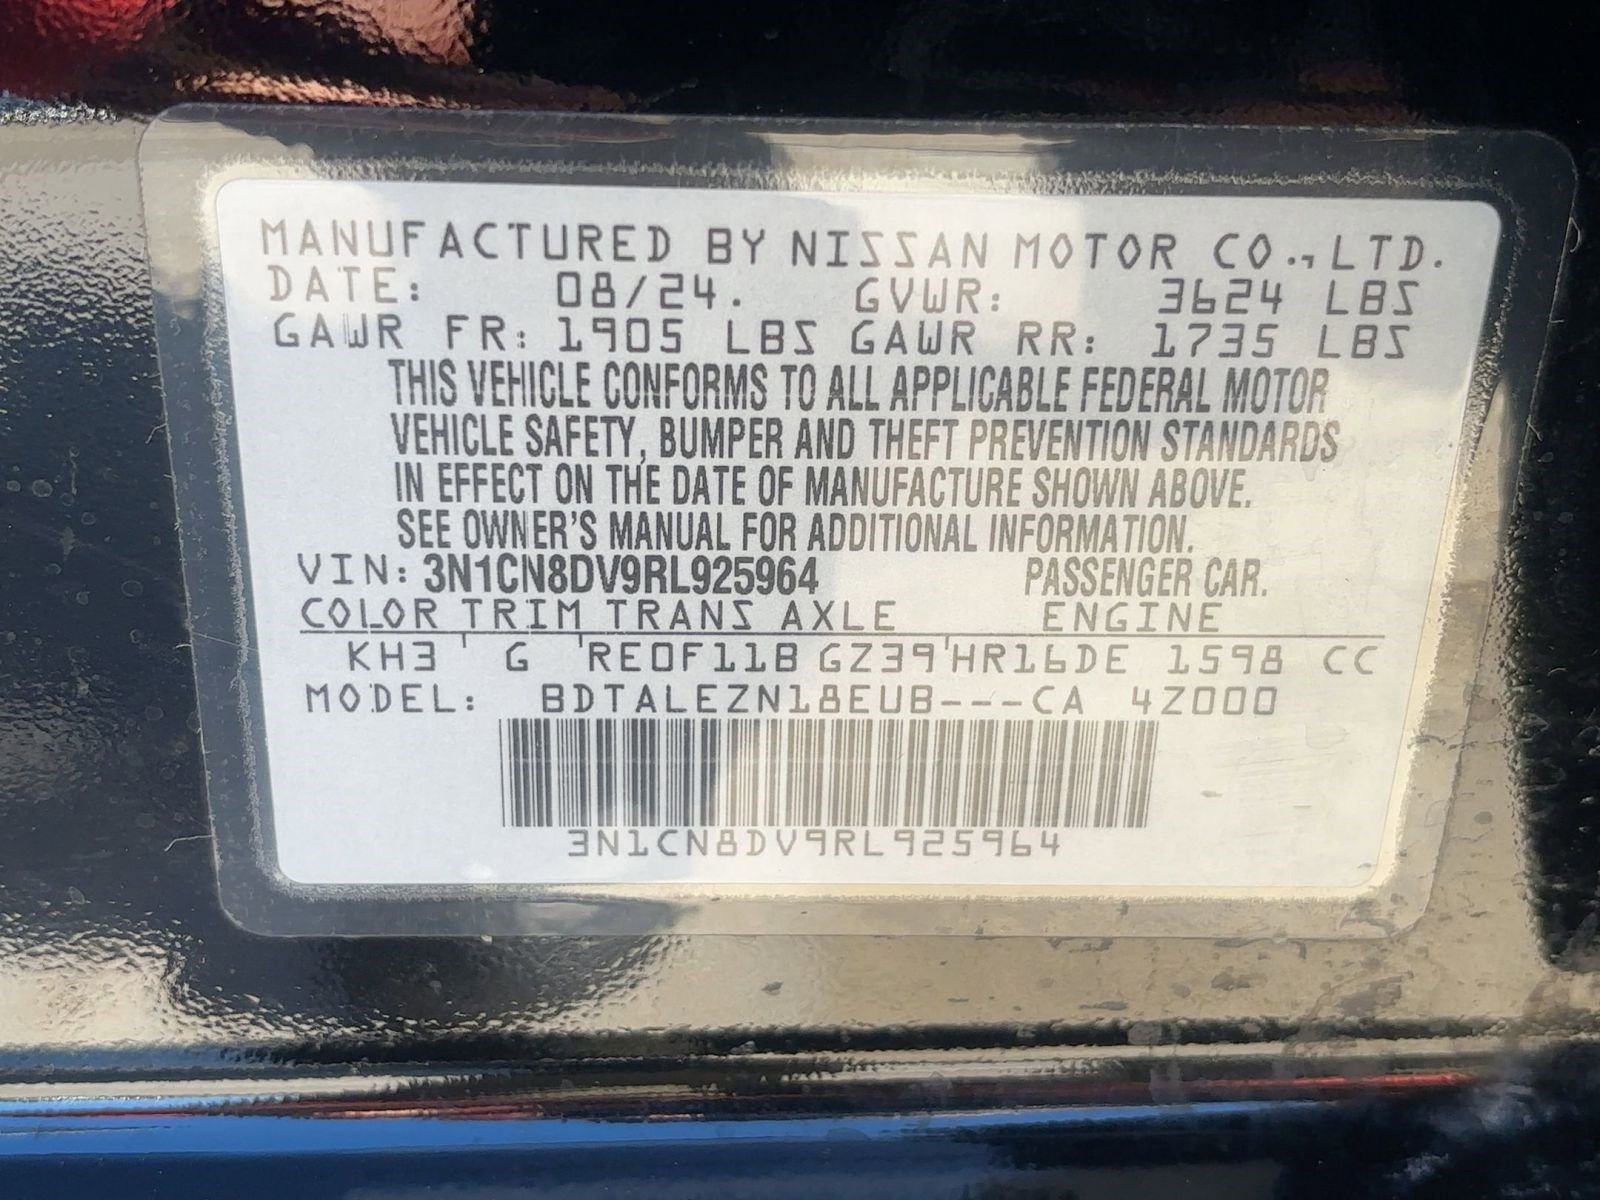 MANUFACTURED BY NISSAN MOTOR CO., LTD.
DATE: 08/24. GVWR: 3624 LBS
GAWR FR: 1905 LBS GAWR RR: 1735 LBS
THIS VEHICLE CONFORMS TO ALL APPLICABLE FEDERAL MOTOR
VEHICLE SAFETY, BUMPER AND THEFT PREVENTION STANDARDS
IN EFFECT ON THE DATE OF MANUFACTURE SHOWN ABOVE.
SEE OWNER'S MANUAL FOR ADDITIONAL INFORMATION.
VIN: 3N1CN8DV9RL925964 PASSENGER CAR.
COLOR TRIM TRANS AXLE ENGINE
KH3 ' G 'RE0F11B GZ39'HR16DE 1598 CC
MODEL: BDTALEZN18EUB---CA 4Z000
3N1CN8DV9RL925964